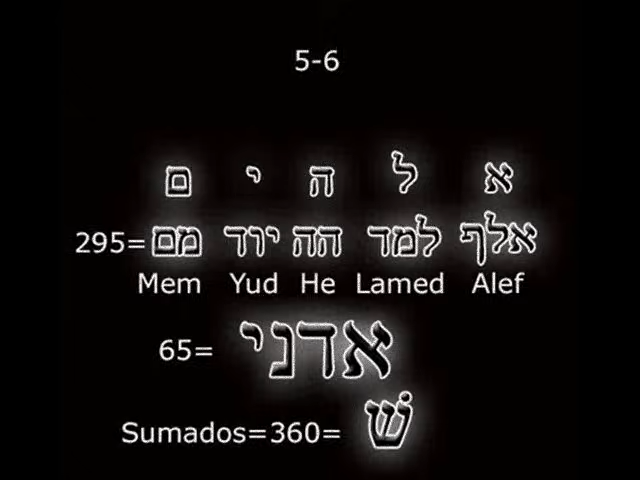 5-6
א ל ה י ם
אלף למד הה יוד מם =295
Mem Yud He Lamed Alef
65= אדני
Sumados=360= שׁ